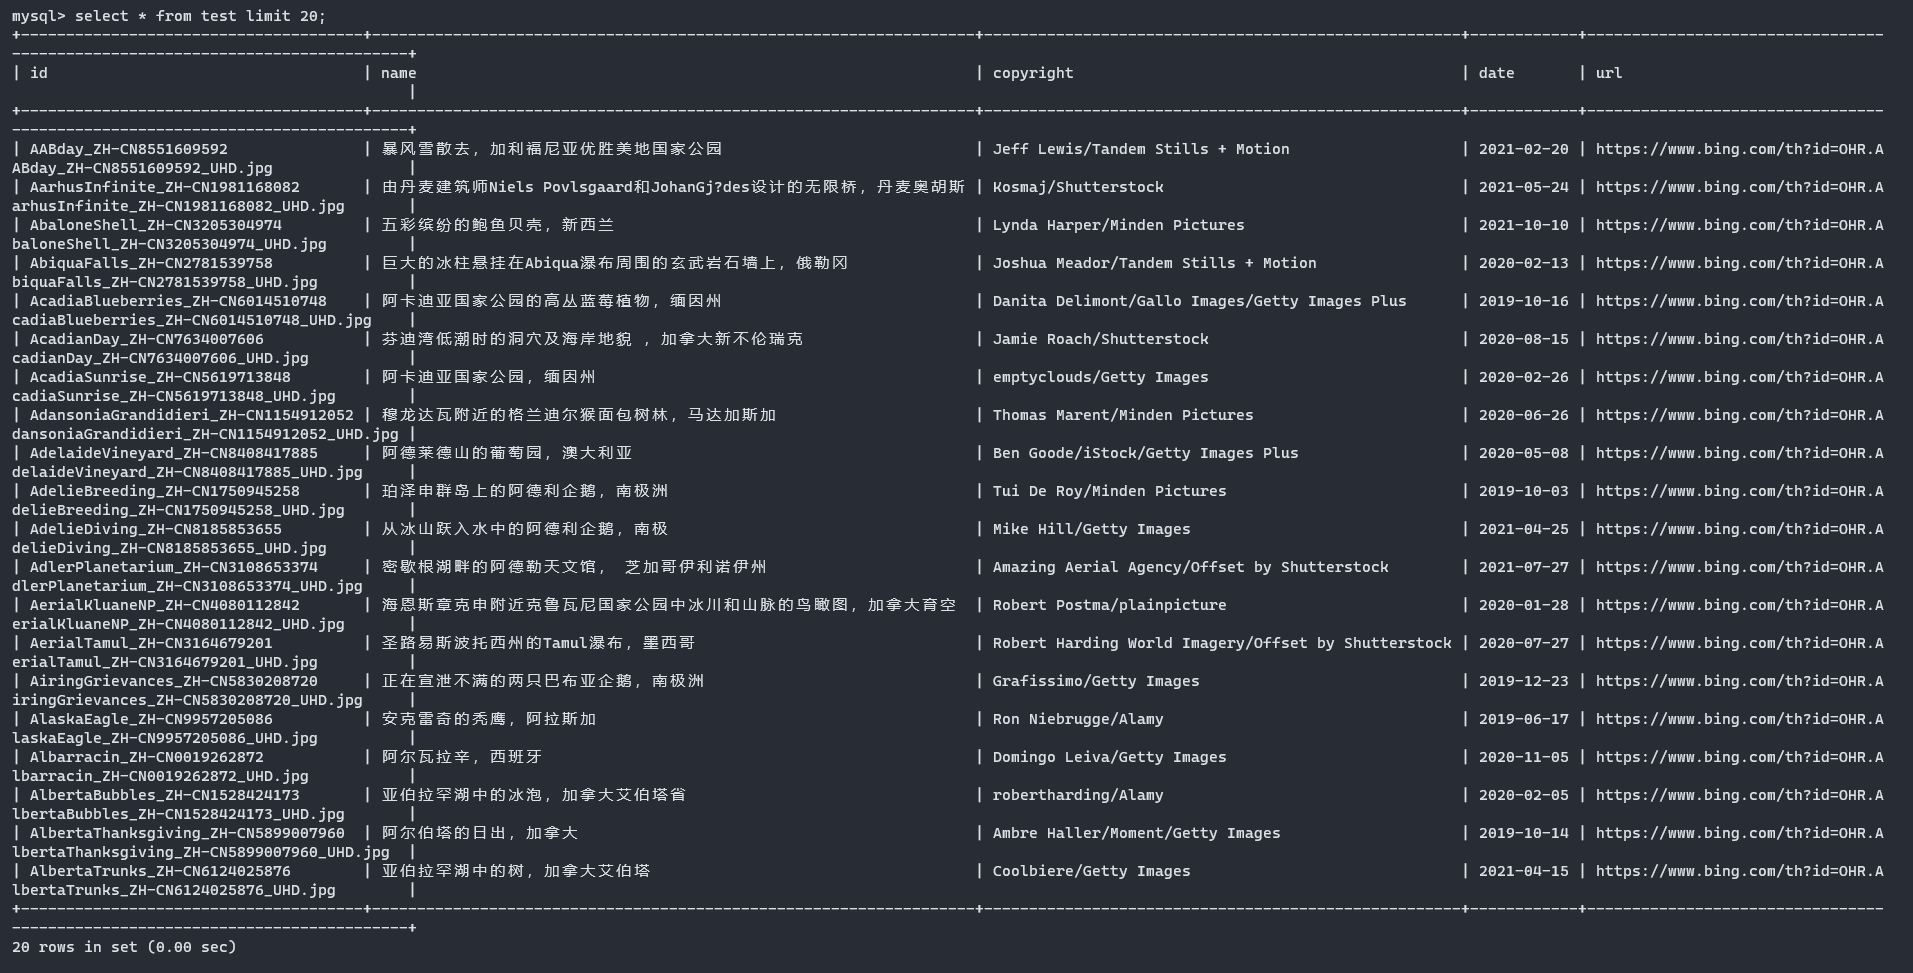 mysql> select * from test limit 20;
+--------------------------------------+-------------------------------------------------------------------+-----------------------------------------------------+------------+---------------------------------
--------------------------------------------+
| id | name | copyright | date | url
|
+--------------------------------------+-------------------------------------------------------------------+-----------------------------------------------------+------------+---------------------------------
--------------------------------------------+
| AABday_ZH-CN8551609592 | 暴风雪散去，加利福尼亚优胜美地国家公园 | Jeff Lewis/Tandem Stills + Motion | 2021-02-20 | https://www.bing.com/th?id=OHR.A
ABday_ZH-CN8551609592_UHD.jpg |
| AarhusInfinite_ZH-CN1981168082 | 由丹麦建筑师Niels Povlsgaard和JohanGj?des设计的无限桥，丹麦奥胡斯 | Kosmaj/Shutterstock | 2021-05-24 | https://www.bing.com/th?id=OHR.A
arhusInfinite_ZH-CN1981168082_UHD.jpg |
| AbaloneShell_ZH-CN3205304974 | 五彩缤纷的鲍鱼贝壳，新西兰 | Lynda Harper/Minden Pictures | 2021-10-10 | https://www.bing.com/th?id=OHR.A
baloneShell_ZH-CN3205304974_UHD.jpg |
| AbiquaFalls_ZH-CN2781539758 | 巨大的冰柱悬挂在Abiqua瀑布周围的玄武岩石墙上，俄勒冈 | Joshua Meador/Tandem Stills + Motion | 2020-02-13 | https://www.bing.com/th?id=OHR.A
biquaFalls_ZH-CN2781539758_UHD.jpg |
| AcadiaBlueberries_ZH-CN6014510748 | 阿卡迪亚国家公园的高丛蓝莓植物，缅因州 | Danita Delimont/Gallo Images/Getty Images Plus | 2019-10-16 | https://www.bing.com/th?id=OHR.A
cadiaBlueberries_ZH-CN6014510748_UHD.jpg |
| AcadianDay_ZH-CN7634007606 | 芬迪湾低潮时的洞穴及海岸地貌 ，加拿大新不伦瑞克 | Jamie Roach/Shutterstock | 2020-08-15 | https://www.bing.com/th?id=OHR.A
cadianDay_ZH-CN7634007606_UHD.jpg |
| AcadiaSunrise_ZH-CN5619713848 | 阿卡迪亚国家公园，缅因州 | emptyclouds/Getty Images | 2020-02-26 | https://www.bing.com/th?id=OHR.A
cadiaSunrise_ZH-CN5619713848_UHD.jpg |
| AdansoniaGrandidieri_ZH-CN1154912052 | 穆龙达瓦附近的格兰迪尔猴面包树林，马达加斯加 | Thomas Marent/Minden Pictures | 2020-06-26 | https://www.bing.com/th?id=OHR.A
dansoniaGrandidieri_ZH-CN1154912052_UHD.jpg |
| AdelaideVineyard_ZH-CN8408417885 | 阿德莱德山的葡萄园，澳大利亚 | Ben Goode/iStock/Getty Images Plus | 2020-05-08 | https://www.bing.com/th?id=OHR.A
delaideVineyard_ZH-CN8408417885_UHD.jpg |
| AdelieBreeding_ZH-CN1750945258 | 珀泽申群岛上的阿德利企鹅，南极洲 | Tui De Roy/Minden Pictures | 2019-10-03 | https://www.bing.com/th?id=OHR.A
delieBreeding_ZH-CN1750945258_UHD.jpg |
| AdelieDiving_ZH-CN8185853655 | 从冰山跃入水中的阿德利企鹅，南极 | Mike Hill/Getty Images | 2021-04-25 | https://www.bing.com/th?id=OHR.A
delieDiving_ZH-CN8185853655_UHD.jpg |
| AdlerPlanetarium_ZH-CN3108653374 | 密歇根湖畔的阿德勒天文馆， 芝加哥伊利诺伊州 | Amazing Aerial Agency/Offset by Shutterstock | 2021-07-27 | https://www.bing.com/th?id=OHR.A
dlerPlanetarium_ZH-CN3108653374_UHD.jpg |
| AerialKluaneNP_ZH-CN4080112842 | 海恩斯章克申附近克鲁瓦尼国家公园中冰川和山脉的鸟瞰图，加拿大育空 | Robert Postma/plainpicture | 2020-01-28 | https://www.bing.com/th?id=OHR.A
erialKluaneNP_ZH-CN4080112842_UHD.jpg |
| AerialTamul_ZH-CN3164679201 | 圣路易斯波托西州的Tamul瀑布，墨西哥 | Robert Harding World Imagery/Offset by Shutterstock | 2020-07-27 | https://www.bing.com/th?id=OHR.A
erialTamul_ZH-CN3164679201_UHD.jpg |
| AiringGrievances_ZH-CN5830208720 | 正在宣泄不满的两只巴布亚企鹅，南极洲 | Grafissimo/Getty Images | 2019-12-23 | https://www.bing.com/th?id=OHR.A
iringGrievances_ZH-CN5830208720_UHD.jpg |
| AlaskaEagle_ZH-CN9957205086 | 安克雷奇的秃鹰，阿拉斯加 | Ron Niebrugge/Alamy | 2019-06-17 | https://www.bing.com/th?id=OHR.A
laskaEagle_ZH-CN9957205086_UHD.jpg |
| Albarracin_ZH-CN0019262872 | 阿尔瓦拉辛，西班牙 | Domingo Leiva/Getty Images | 2020-11-05 | https://www.bing.com/th?id=OHR.A
lbarracin_ZH-CN0019262872_UHD.jpg |
| AlbertaBubbles_ZH-CN1528424173 | 亚伯拉罕湖中的冰泡，加拿大艾伯塔省 | robertharding/Alamy | 2020-02-05 | https://www.bing.com/th?id=OHR.A
lbertaBubbles_ZH-CN1528424173_UHD.jpg |
| AlbertaThanksgiving_ZH-CN5899007960 | 阿尔伯塔的日出，加拿大 | Ambre Haller/Moment/Getty Images | 2019-10-14 | https://www.bing.com/th?id=OHR.A
lbertaThanksgiving_ZH-CN5899007960_UHD.jpg |
| AlbertaTrunks_ZH-CN6124025876 | 亚伯拉罕湖中的树，加拿大艾伯塔 | Coolbiere/Getty Images | 2021-04-15 | https://www.bing.com/th?id=OHR.A
lbertaTrunks_ZH-CN6124025876_UHD.jpg |
+--------------------------------------+-------------------------------------------------------------------+-----------------------------------------------------+------------+---------------------------------
--------------------------------------------+
20 rows in set (0.00 sec)